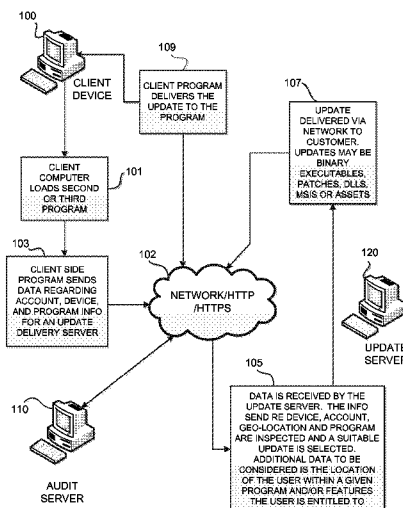 100
CLIENT
DEVICE
109
CLIENT PROGRAM
DELIVERS THE
UPDATE TO THE
PROGRAM
107
UPDATE
DELIVERED VIA
NETWORK TO
CUSTOMER.
UPDATES MAY BE
BINARY
EXECUTABLES,
PATCHES, DLLS,
MSIS OR ASSETS
CLIENT
COMPUTER
LOADS SECOND
OR THIRD
PROGRAM
101
103
CLIENT SIDE
PROGRAM SENDS
DATA REGARDING
ACCOUNT, DEVICE,
AND PROGRAM INFO
FOR AN UPDATE
DELIVERY SERVER
102
NETWORK/HTTP
/HTTPS
120
UPDATE
SERVER
110
AUDIT
SERVER
105
DATA IS RECEIVED BY THE
UPDATE SERVER. THE INFO
SEND RE DEVICE, ACCOUNT,
GEO-LOCATION AND PROGRAM
ARE INSPECTED AND A SUITABLE
UPDATE IS SELECTED.
ADDITIONAL DATA TO BE
CONSIDERED IS THE LOCATION
OF THE USER WITHIN A GIVEN
PROGRAM AND/OR FEATURES
THE USER IS ENTITLED TO